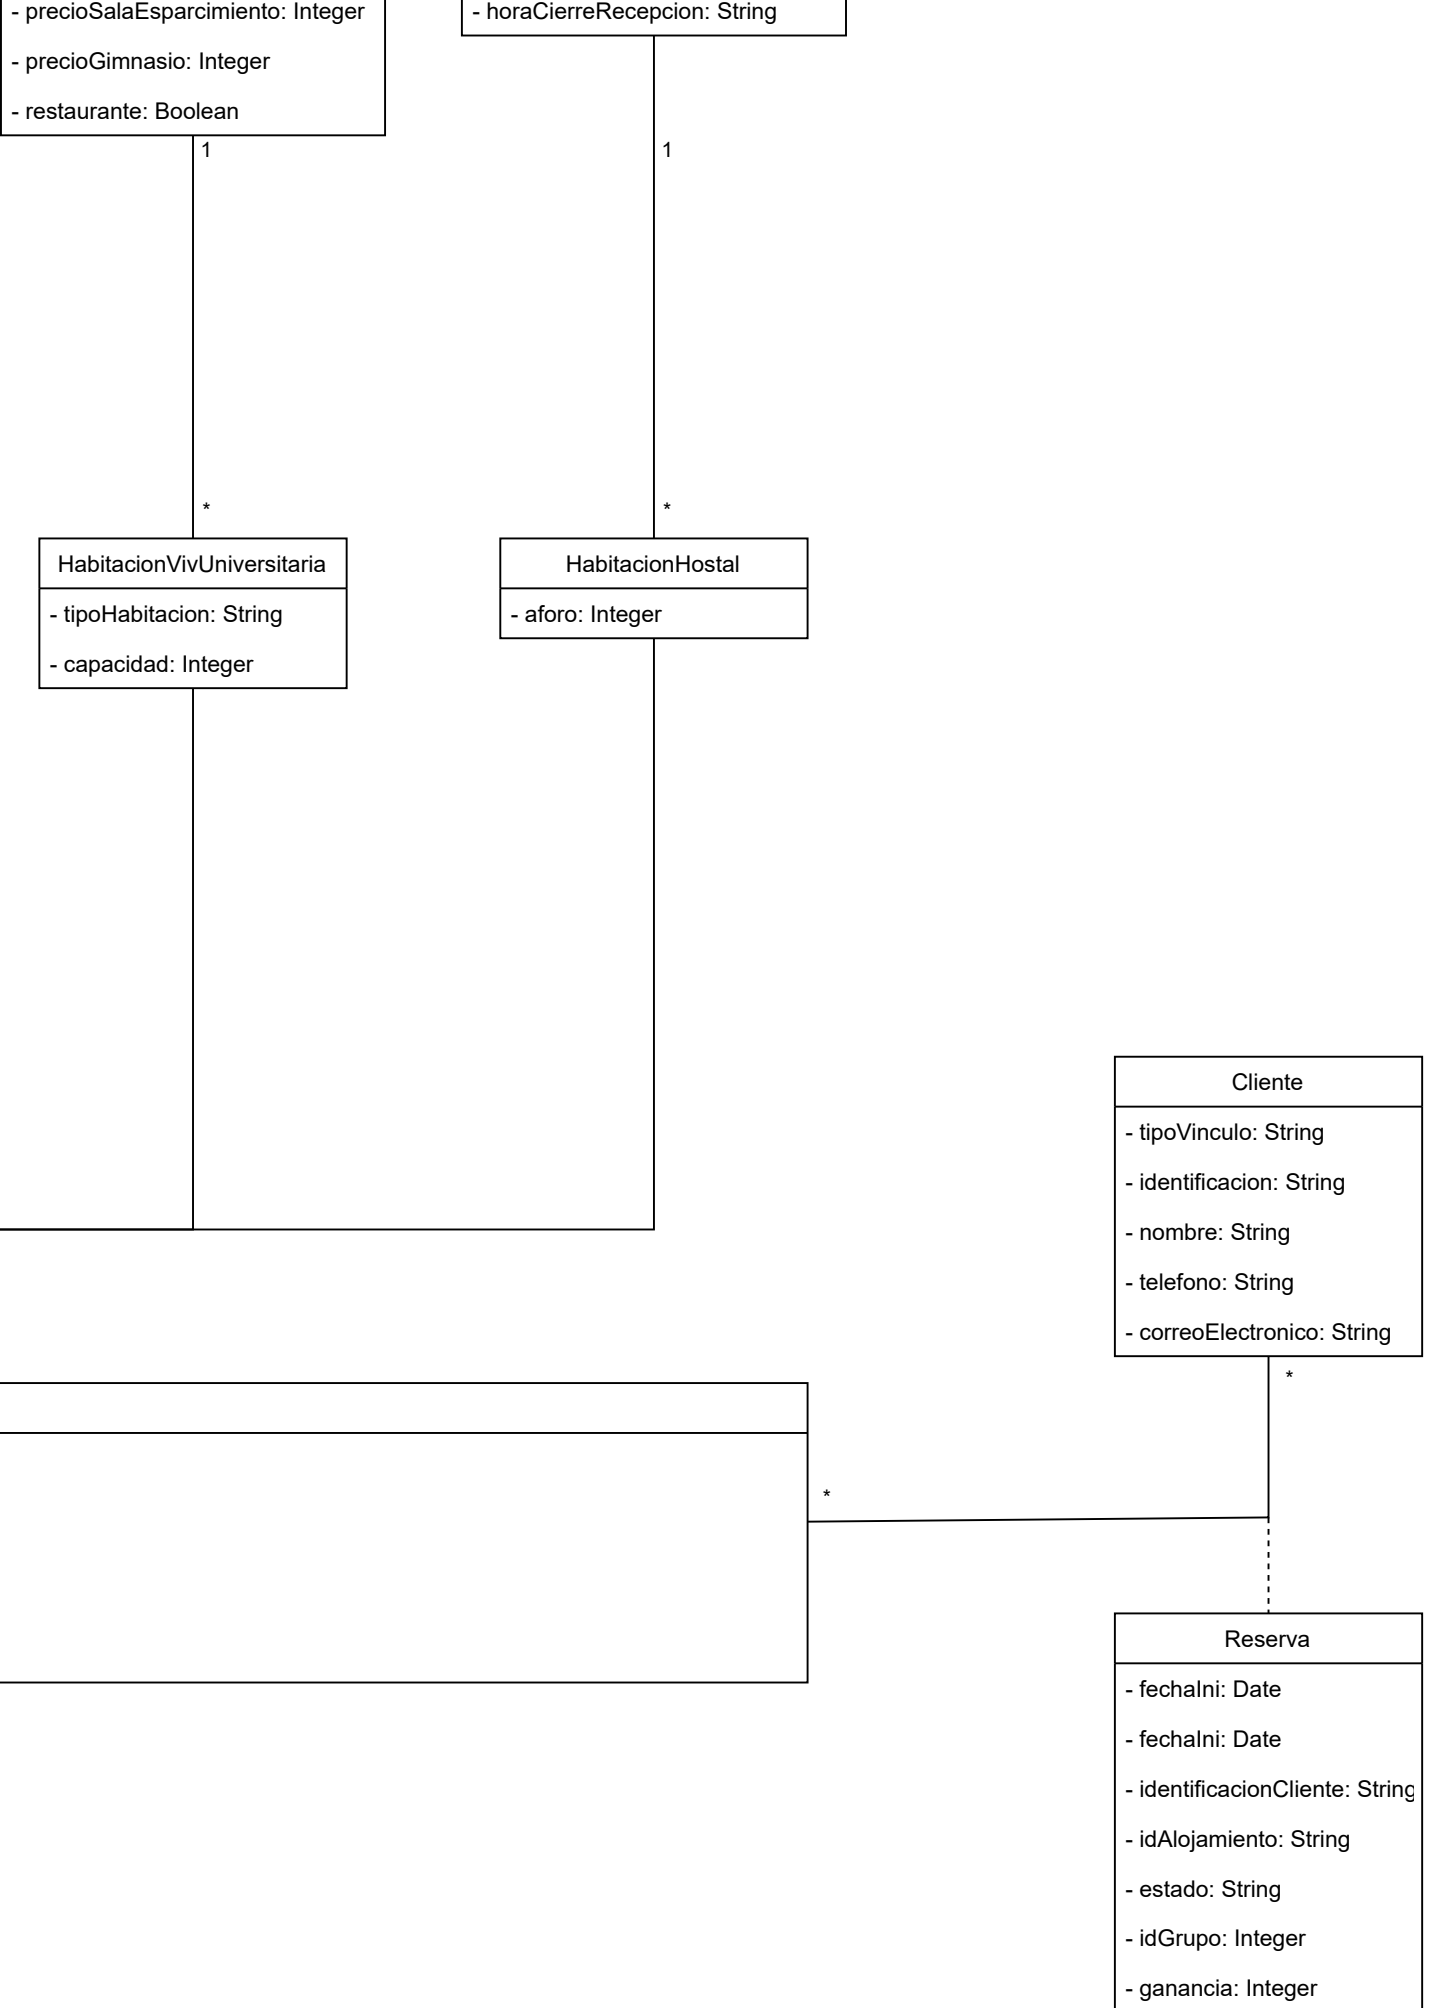 - precioSalaEsparcimiento: Integer
- precioGimnasio: Integer
- restaurante: Boolean
1
- horaCierreRecepcion: String
1
*
HabitacionVivUniversitaria
- tipoHabitacion: String
- capacidad: Integer
*
HabitacionHostal
- aforo: Integer
Cliente
- tipoVinculo: String
- identificacion: String
- nombre: String
- telefono: String
- correoElectronico: String
*
*
Reserva
- fechaIni: Date
- fechaIni: Date
- identificacionCliente: String
- idAlojamiento: String
- estado: String
- idGrupo: Integer
- ganancia: Integer